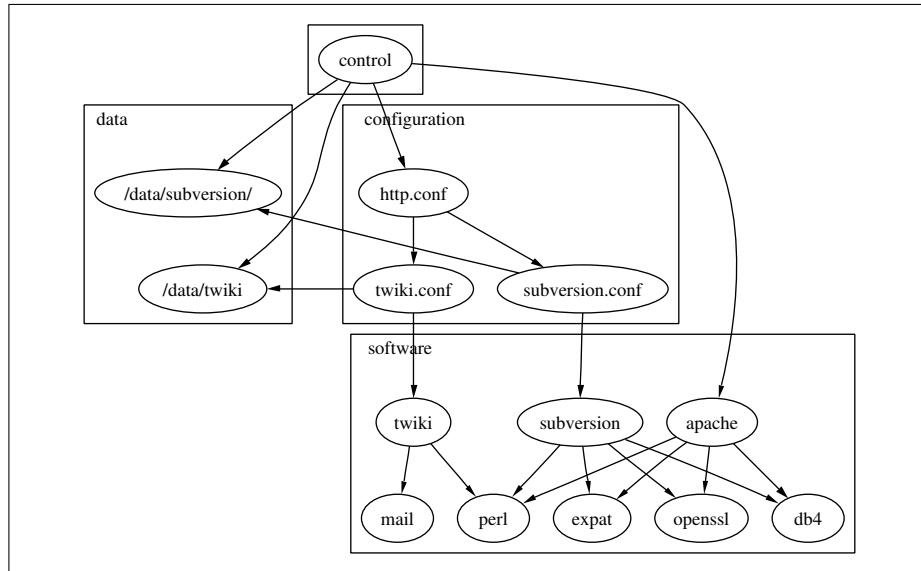 control
data
configuration
/data/subversion/
http.conf
/data/twiki
twiki.conf
subversion.conf
software
twiki
subversion
apache
mail
perl
expat
openssl
db4